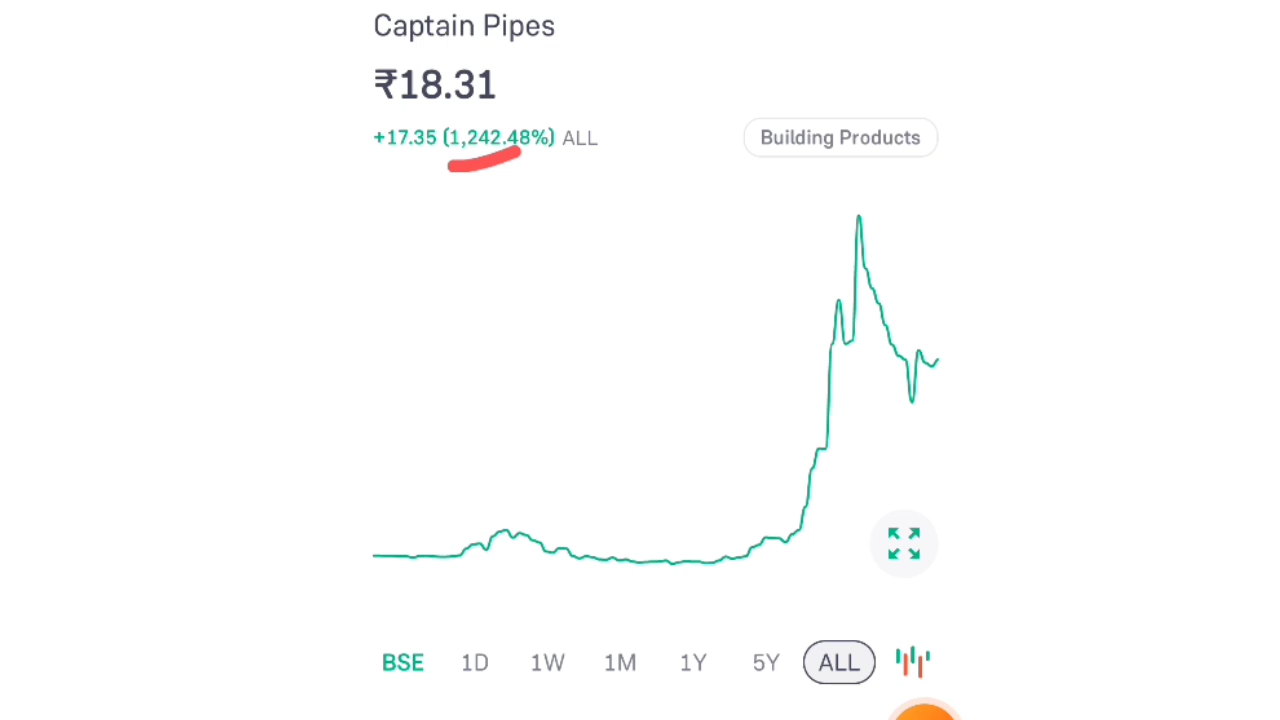 Captain Pipes
₹18.31
+17.35 (1,242.48%) ALL
Building Products
BSE 1D 1W 1M 1Y 5Y ALL